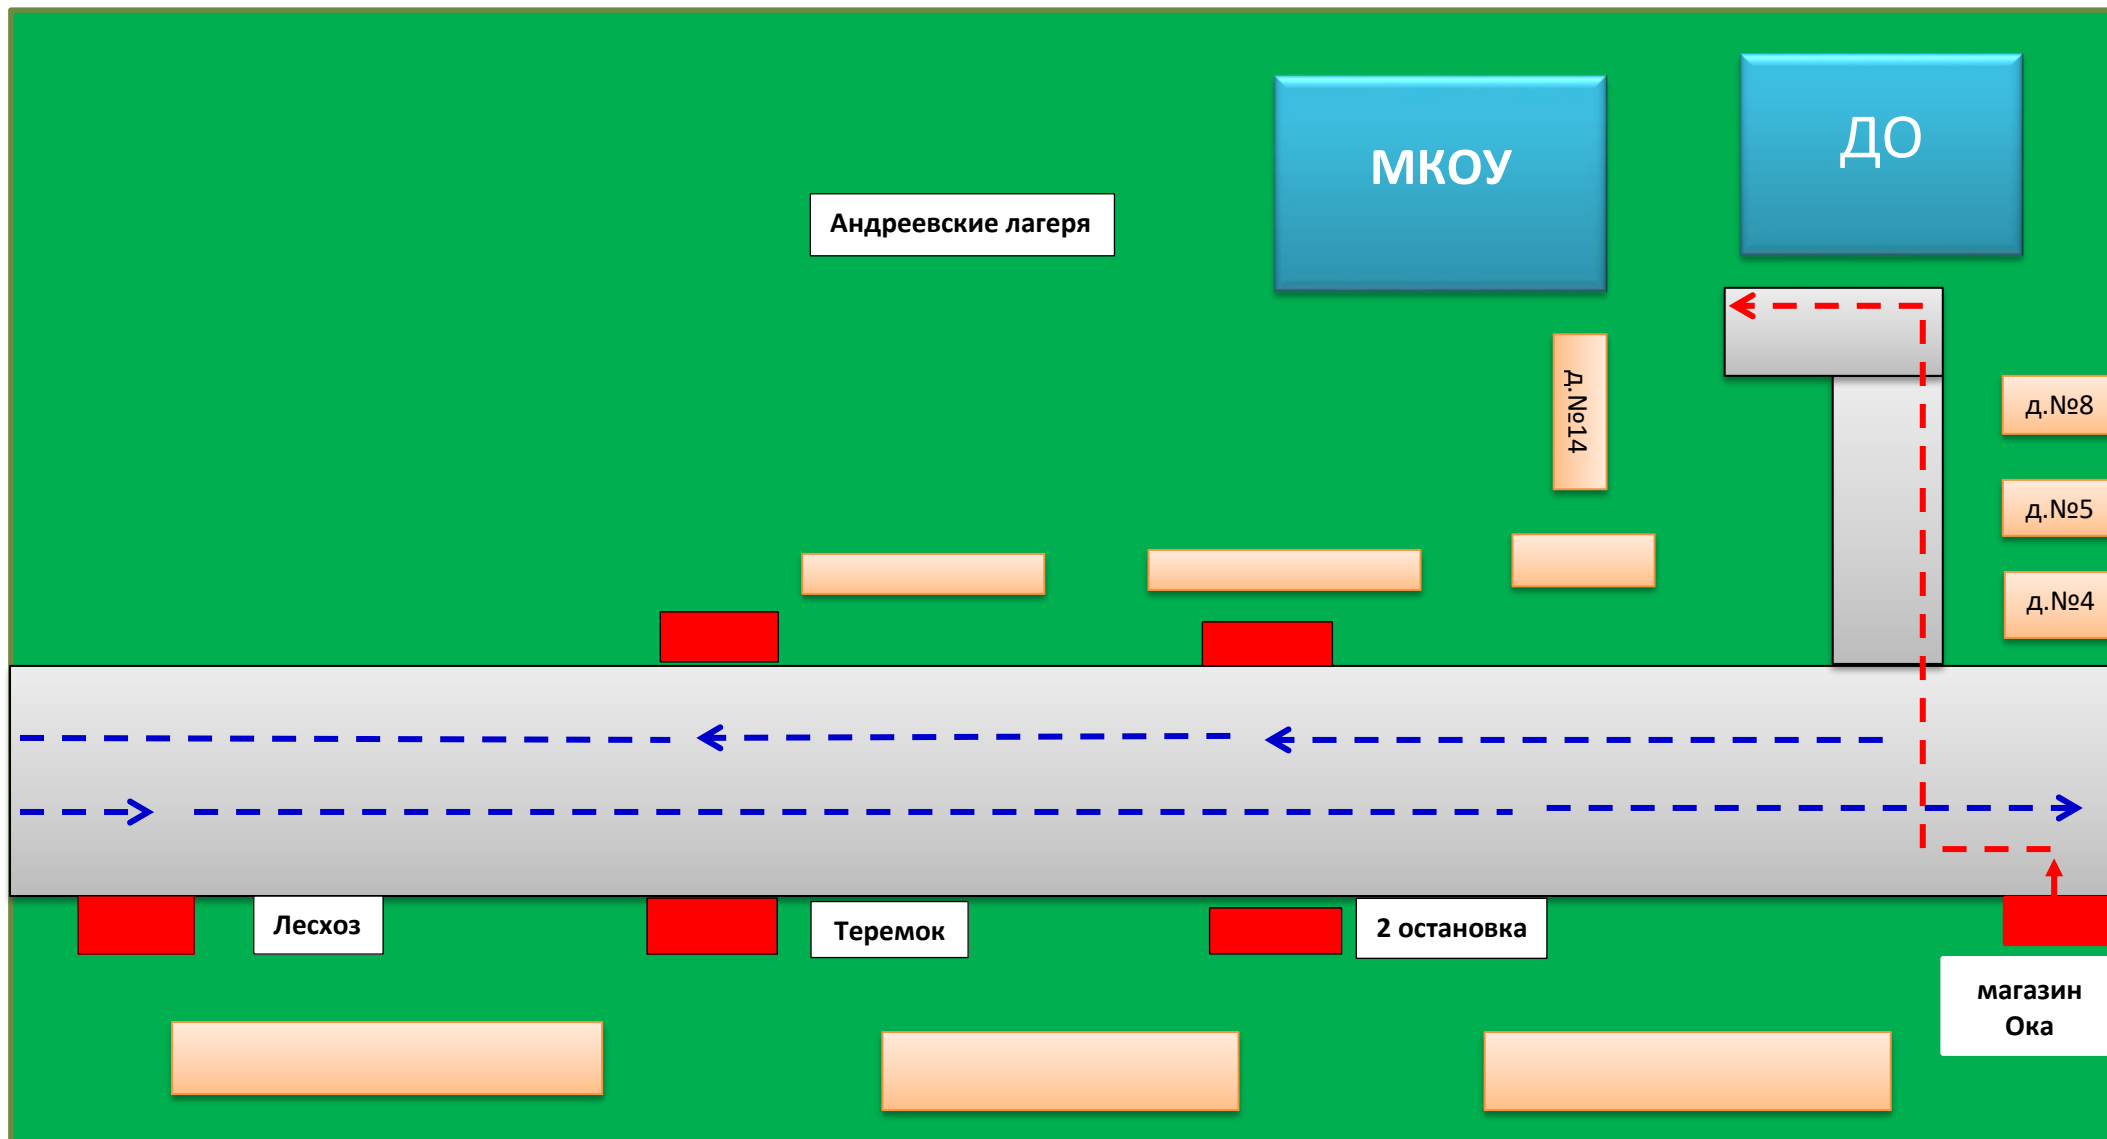 МКОУ
ДО
Андреевские лагеря
д.№14
д.№8
д.№5
д.№4
Лесхоз
Теремок
2 остановка
магазин
Ока